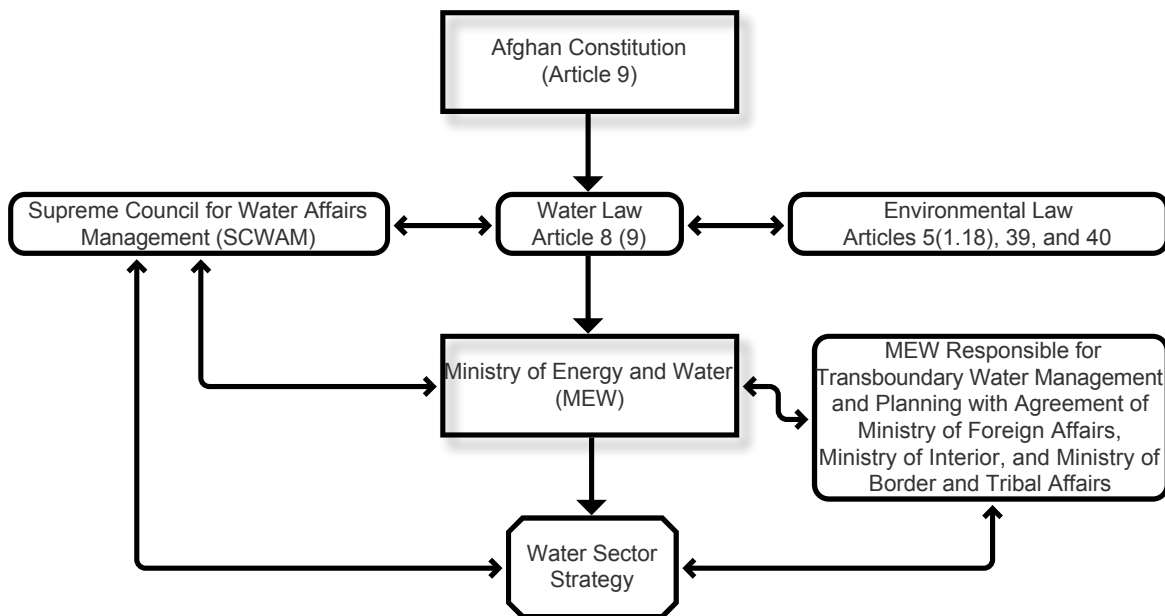 Afghan Constitution
(Article 9)
Supreme Council for Water Affairs
Management (SCWAM)
Water Law
Article 8 (9)
Environmental Law
Articles 5(1.18), 39, and 40
Ministry of Energy and Water
(MEW)
MEW Responsible for
Transboundary Water Management
and Planning with Agreement of
Ministry of Foreign Affairs,
Ministry of Interior, and Ministry of
Border and Tribal Affairs
Water Sector
Strategy